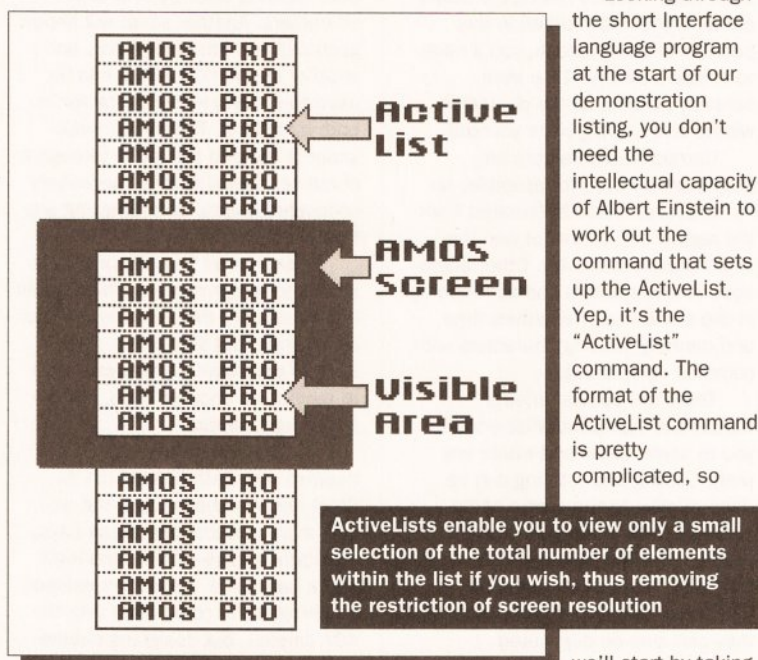 AMOS PRO
AMOS PRO
AMOS PRO
AMOS PRO
AMOS PRO
AMOS PRO
AMOS PRO
Active
List
AMOS PRO
AMOS PRO
AMOS PRO
AMOS PRO
AMOS PRO
AMOS PRO
AMOS PRO
AMOS
Screen
Visible
Area
AMOS PRO
AMOS PRO
AMOS PRO
AMOS PRO
AMOS PRO
AMOS PRO
ActiveLists enable you to view only a small
selection of the total number of elements
within the list if you wish, thus removing
the restriction of screen resolution
Looking through
the short Interface
language program
at the start of our
demonstration
listing, you don't
need the
intellectual capacity
of Albert Einstein to
work out the
command that sets
up the ActiveList.
Yep, it's the
"ActiveList"
command. The
format of the
ActiveList command
is pretty
complicated, so
we'll start by taking